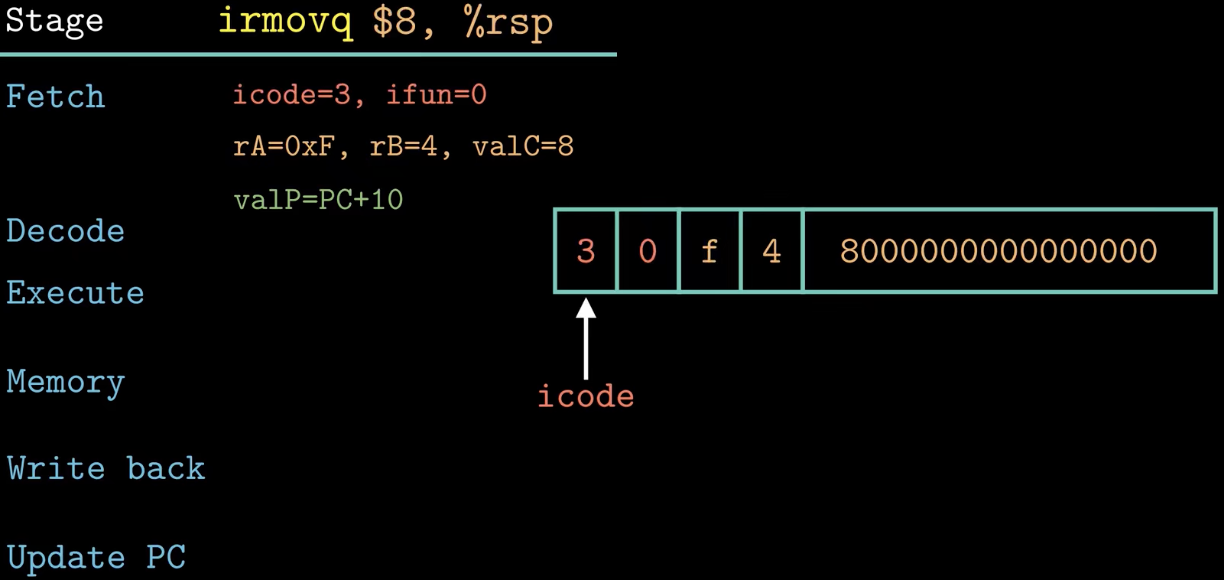 Stage irmovq $8, %rsp
Fetch icode=3, ifun=0
rA=0xF, rB=4, valC=8
valP=PC+10
Decode
3 0 f 4 8000000000000000
Execute
Memory
icode
Write back
Update PC